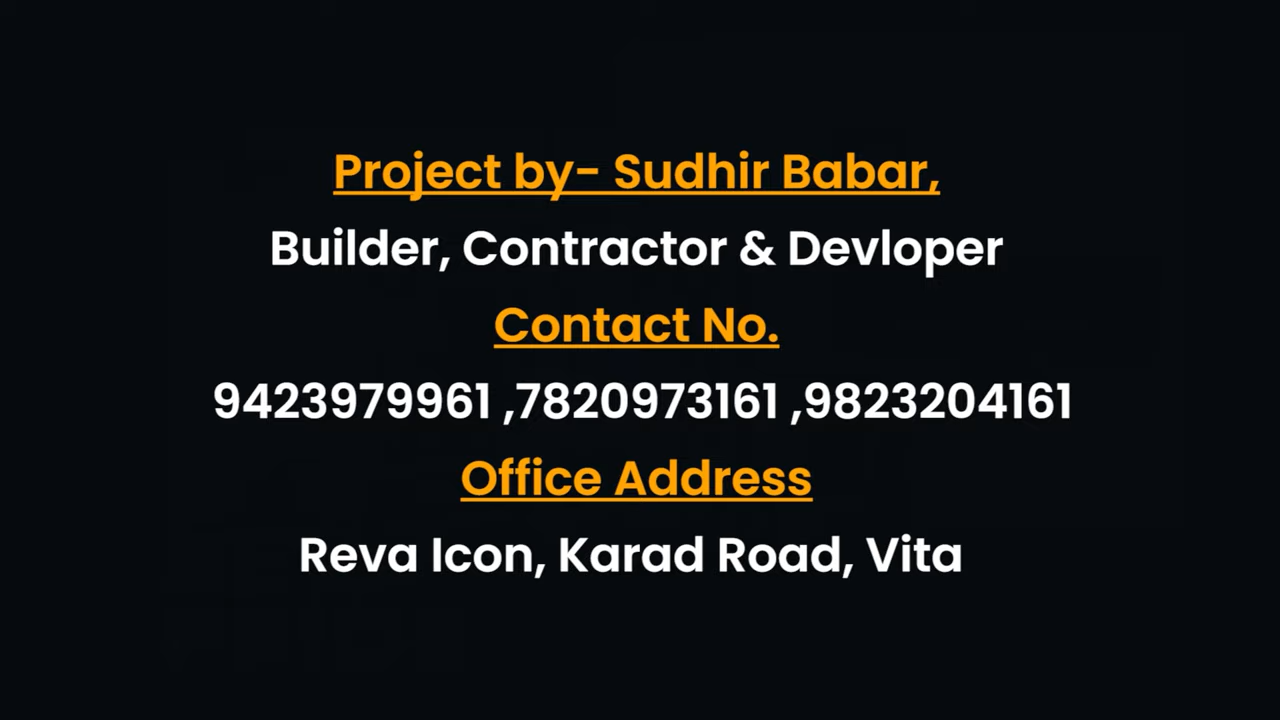 Project by- Sudhir Babar,
Builder, Contractor & Devloper
Contact No.
9423979961 ,7820973161 ,9823204161
Office Address
Reva Icon, Karad Road, Vita